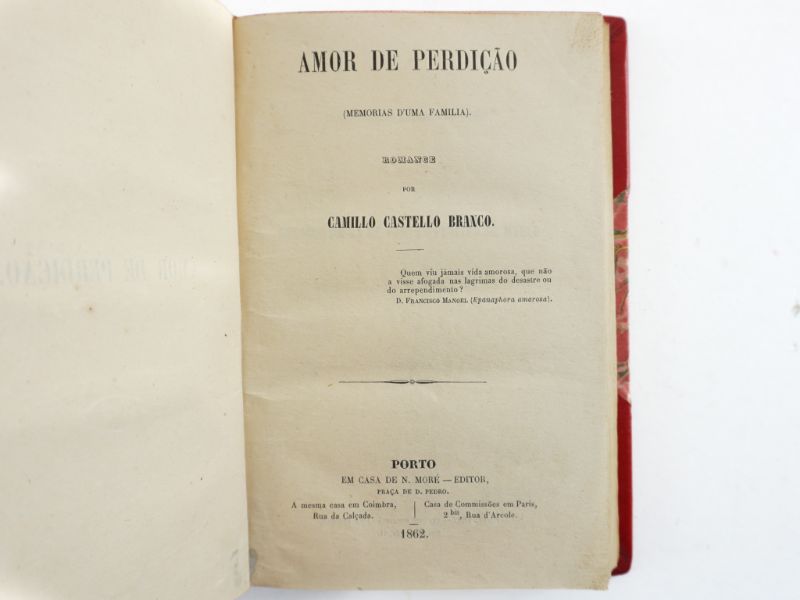 AMOR DE PERDIÇÃO
(MEMORIAS D'UMA FAMILIA).
ROMANCE
POR
CAMILLO CASTELLO BRANCO.
Quem viu jámais vida amorosa, que não
a visse afogada nas lagrimas do desastre ou
do arrependimento?
D. FRANCISCO MANOEL (Epanaphora amorosa).
PORTO
EM CASA DE N. MORÉ—EDITOR,
PRAÇA DE D. PEDRO.
A mesma casa em Coimbra,
Rua da Calçada.
Casa de Commissões em Paris,
2 bis, Rua d'Arcole.
1862.